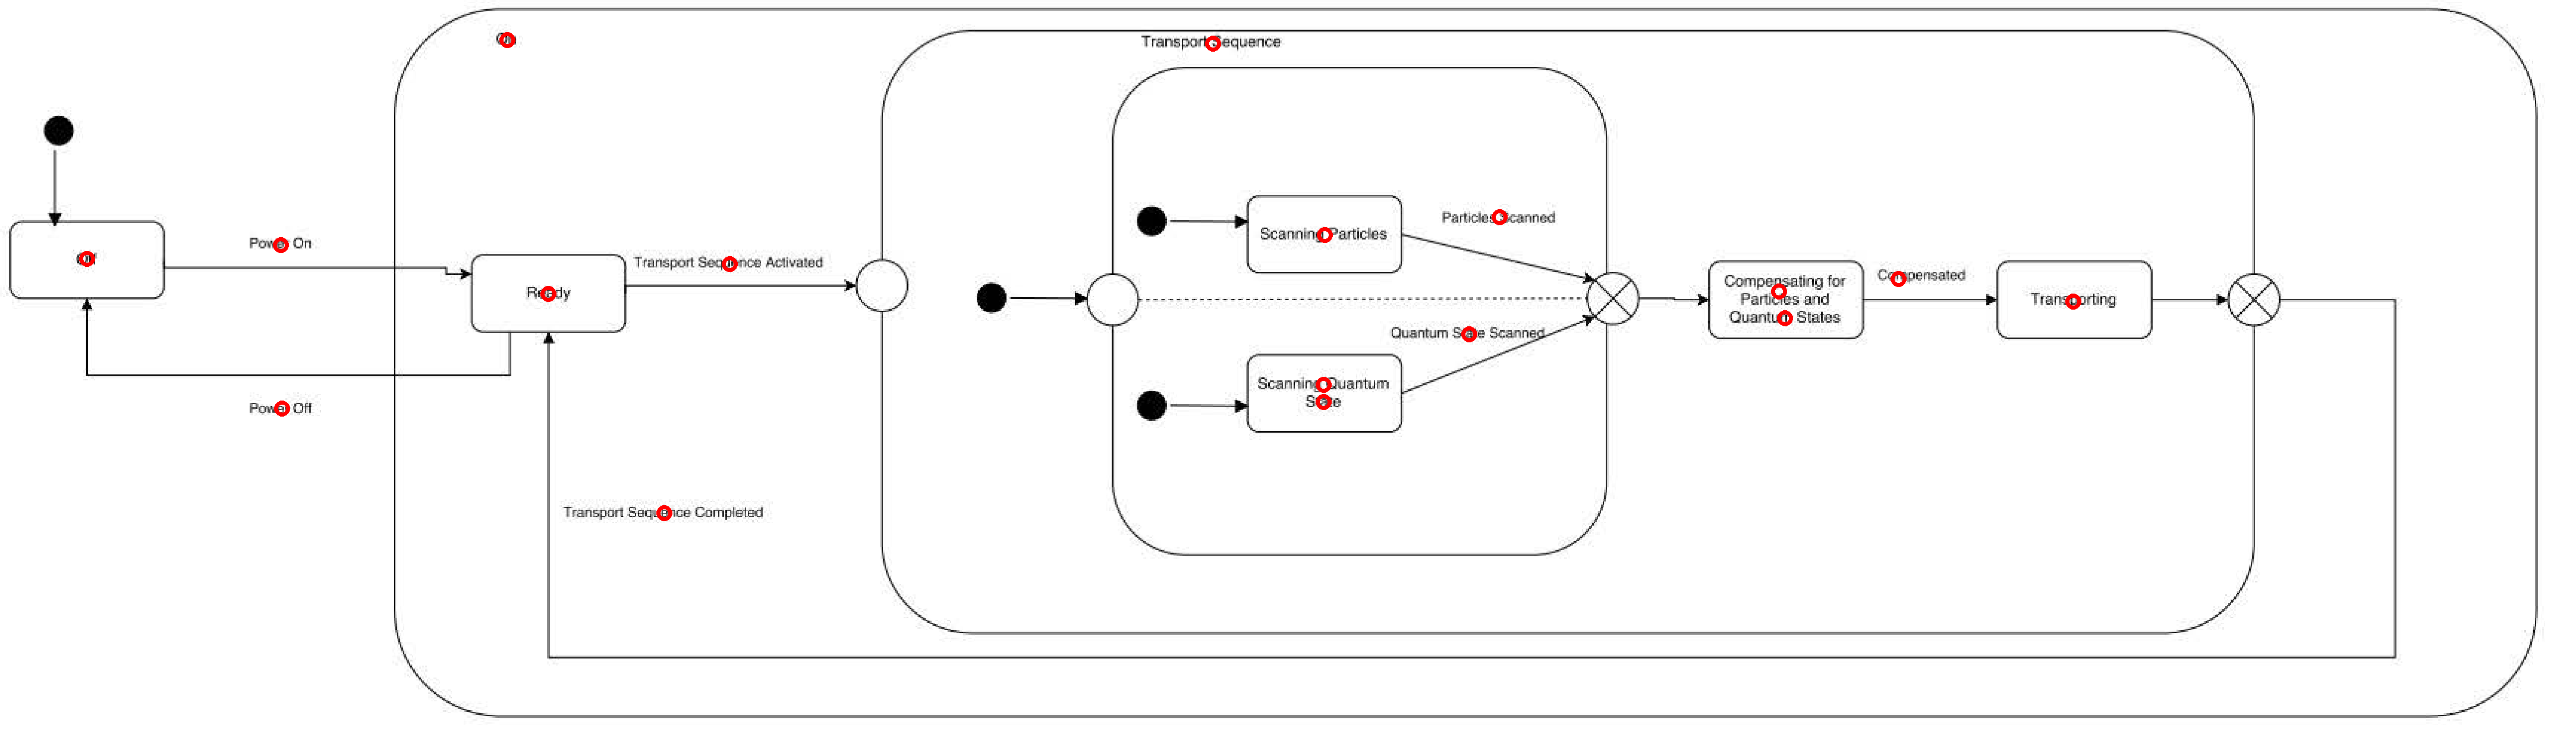 On
Transport Sequence
Off
Power On
Ready
Transport Sequence Activated
Scanning Particles
Particles Scanned
Compensating for
Particles and
Quantum States
Compensated
Transporting
Quantum State Scanned
Scanning Quantum
State
Power Off
Transport Sequence Completed